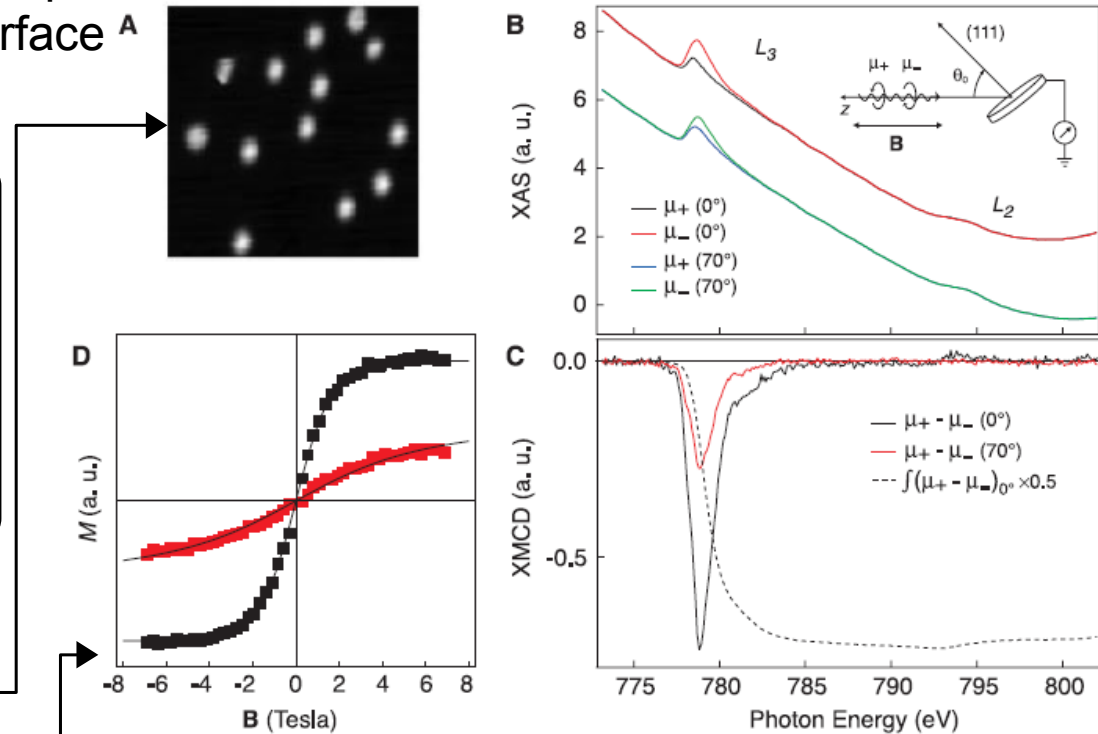 rface
A
B
8
6
4
2
0
XAS (a. u.)
L₃
L₂
(111)
μ+ μ−
θ₀
z
B
μ+ (0°)
μ− (0°)
μ+ (70°)
μ− (70°)
D
M (a. u.)
-8 -6 -4 -2 0 2 4 6 8
B (Tesla)
C
0.0
-0.5
XMCD (a. u.)
μ+ - μ− (0°)
μ+ - μ− (70°)
∫(μ+ - μ−)₀° ×0.5
775 780 785 790 795 800
Photon Energy (eV)